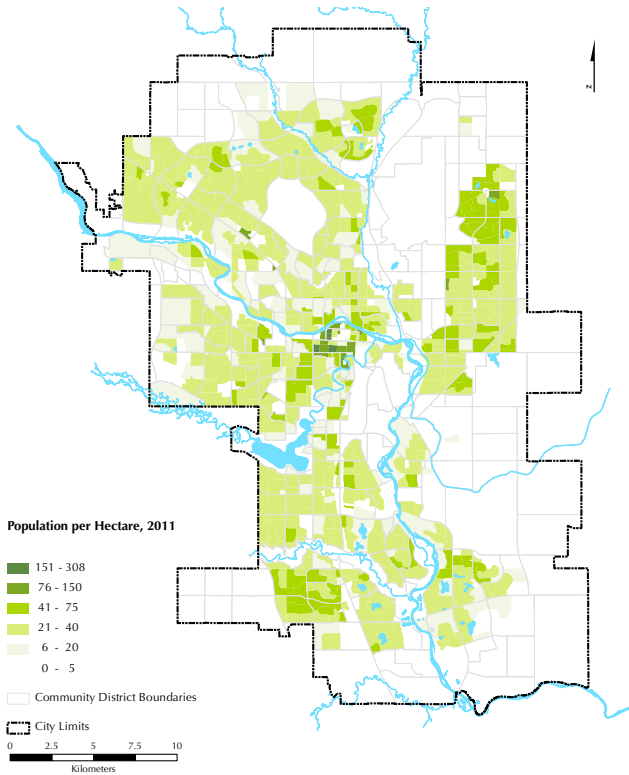 N
Population per Hectare, 2011
151 - 308
76 - 150
41 - 75
21 - 40
6 - 20
0 - 5
Community District Boundaries
City Limits
0 2.5 5 7.5 10
Kilometers